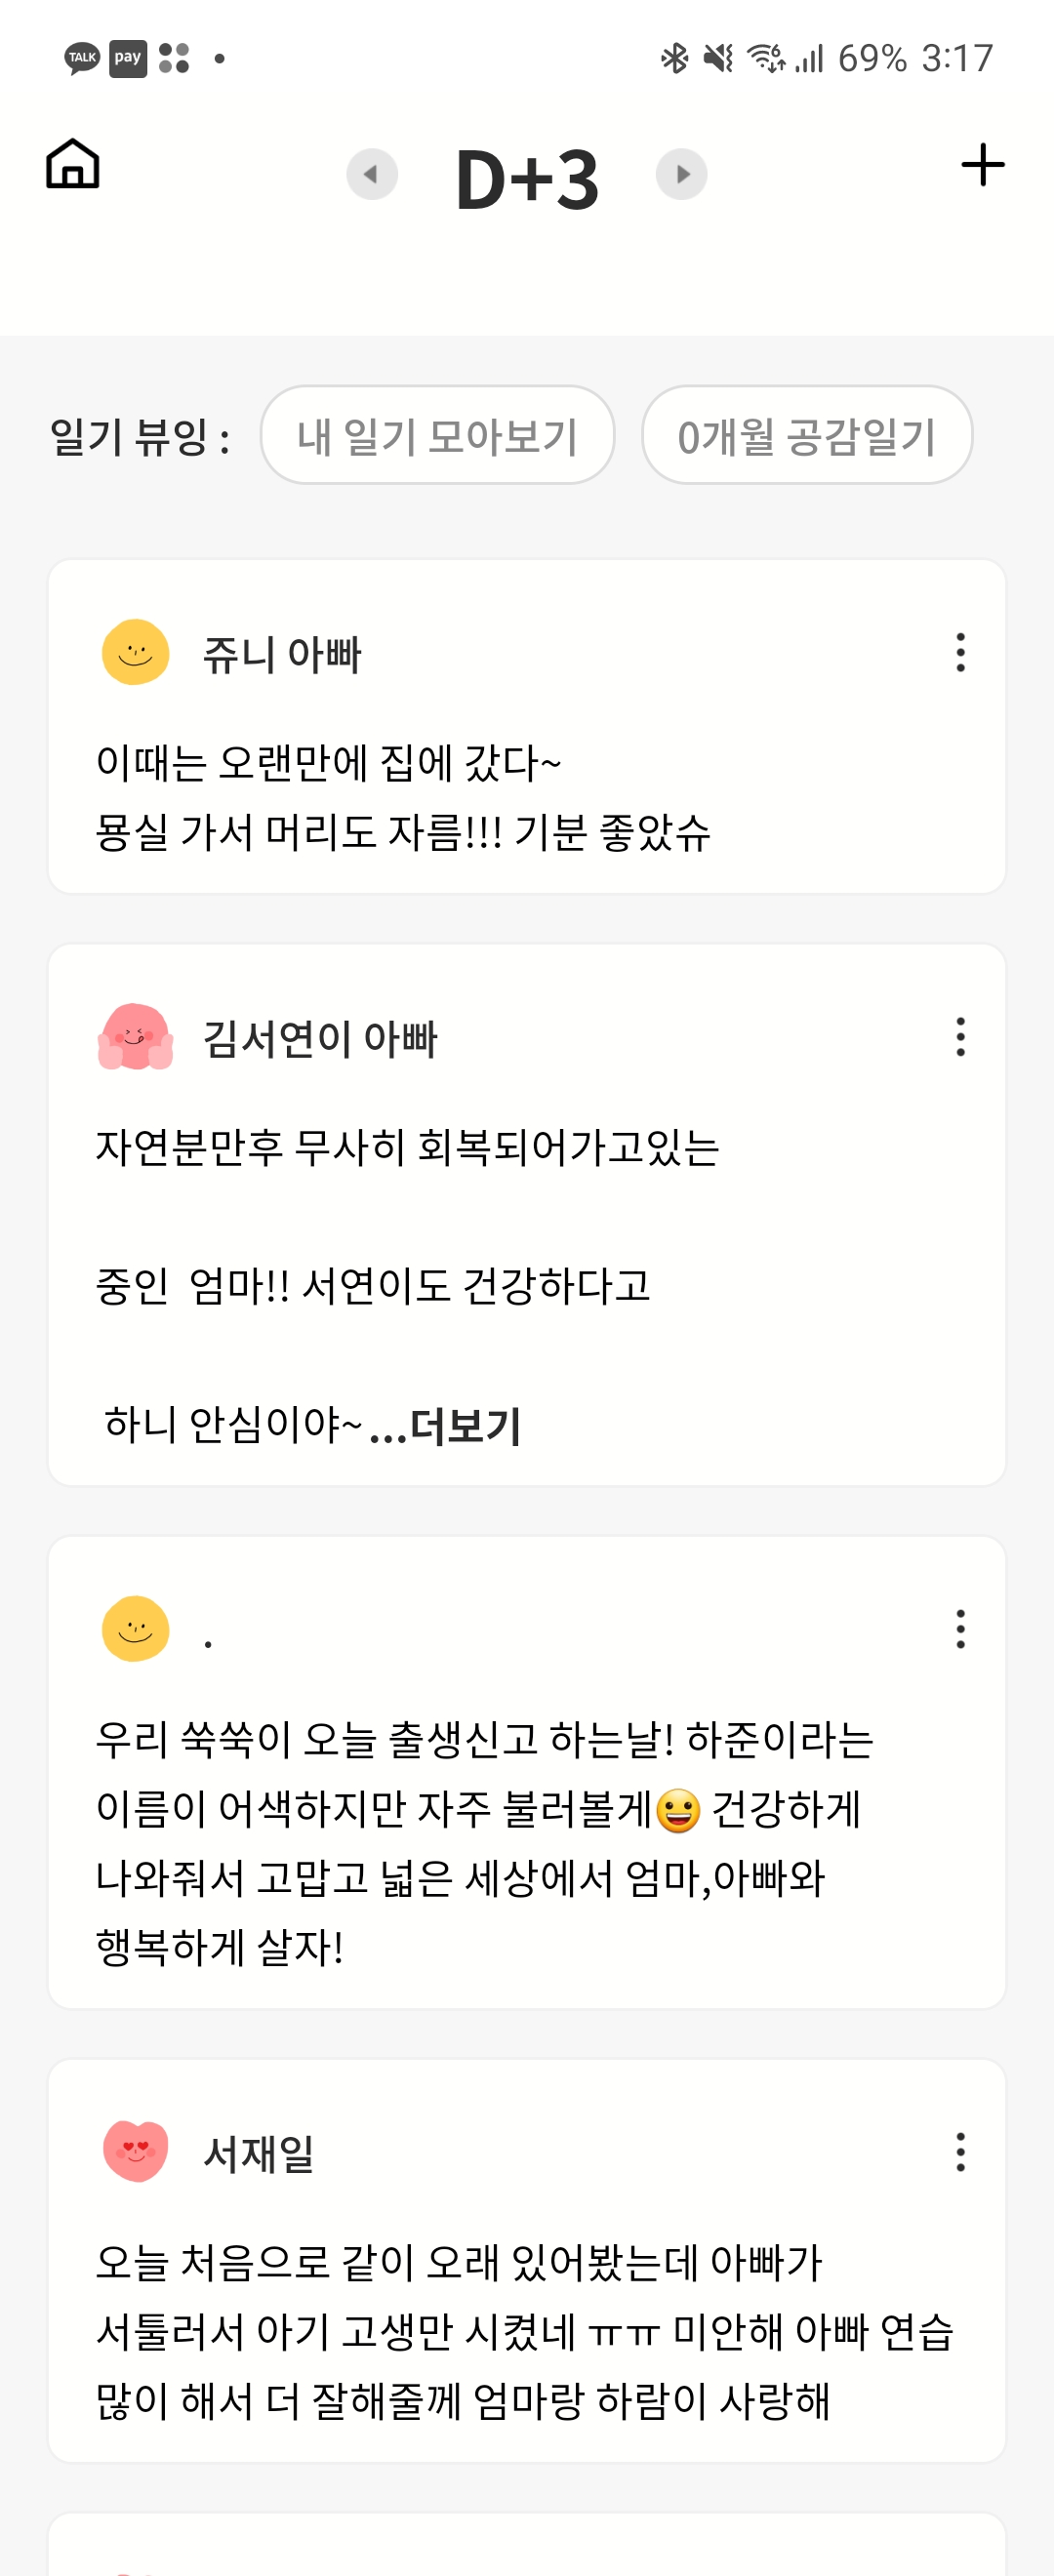 TALK pay 69% 3:17
D+3
일기 뷰잉 : 내 일기 모아보기 0개월 공감일기
쥬니 아빠
이때는 오랜만에 집에 갔다~
묭실 가서 머리도 자름!!! 기분 좋았슈
김서연이 아빠
자연분만후 무사히 회복되어가고있는
중인  엄마!! 서연이도 건강하다고
하니 안심이야~...더보기
.
우리 쑥쑥이 오늘 출생신고 하는날! 하준이라는
이름이 어색하지만 자주 불러볼게😀 건강하게
나와줘서 고맙고 넓은 세상에서 엄마,아빠와
행복하게 살자!
서재일
오늘 처음으로 같이 오래 있어봤는데 아빠가
서툴러서 아기 고생만 시켰네 ㅠㅠ 미안해 아빠 연습
많이 해서 더 잘해줄께 엄마랑 하람이 사랑해